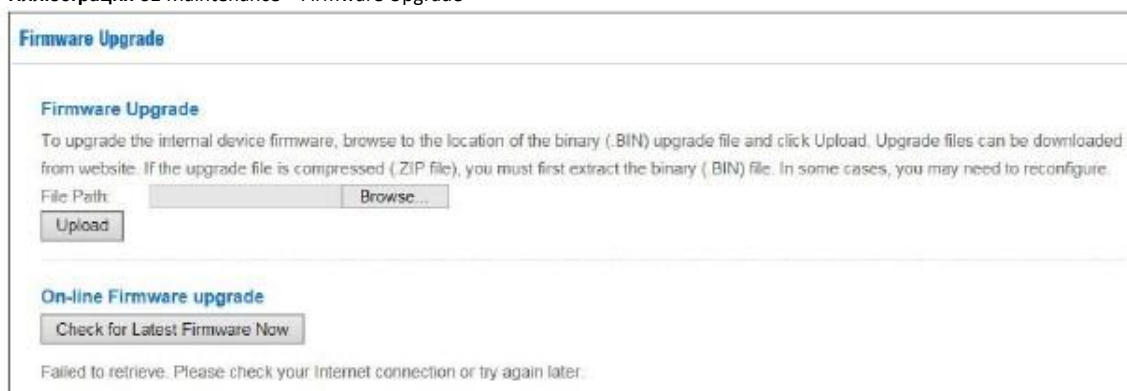 Firmware Upgrade
Firmware Upgrade
To upgrade the internal device firmware, browse to the location of the binary (.BIN) upgrade file and click Upload. Upgrade files can be downloaded
from website. If the upgrade file is compressed (.ZIP file), you must first extract the binary (.BIN) file. In some cases, you may need to reconfigure.
File Path: Browse...
Upload
On-line Firmware upgrade
Check for Latest Firmware Now
Failed to retrieve. Please check your Internet connection or try again later.